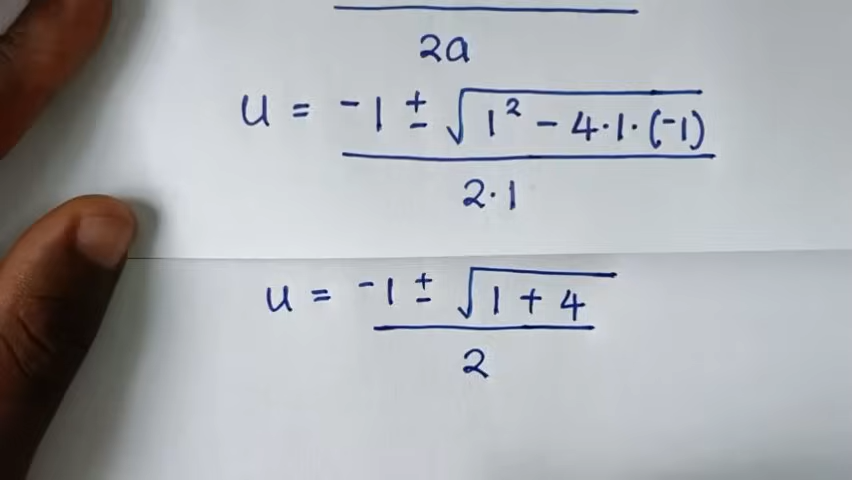 2a
u = -1 ± √(1² - 4·1·(-1))
2·1
u = -1 ± √(1 + 4)
2